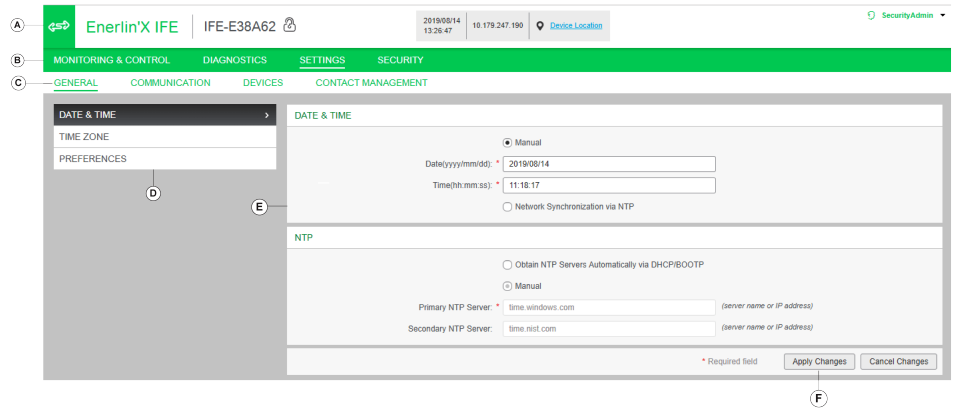 A
Enerlin'X IFE IFE-E38A62 2019/08/14 13:26:47 10.179.247.190 Device Location SecurityAdmin
B
MONITORING & CONTROL DIAGNOSTICS SETTINGS SECURITY
C
GENERAL COMMUNICATION DEVICES CONTACT MANAGEMENT
DATE & TIME >
TIME ZONE
PREFERENCES
D
E
DATE & TIME
Manual
Date(yyyy/mm/dd): * 2019/08/14
Time(hh:mm:ss): * 11:18:17
Network Synchronization via NTP
NTP
Obtain NTP Servers Automatically via DHCP/BOOTP
Manual
Primary NTP Server: * time.windows.com (server name or IP address)
Secondary NTP Server: time.nist.com (server name or IP address)
* Required field Apply Changes Cancel Changes
F